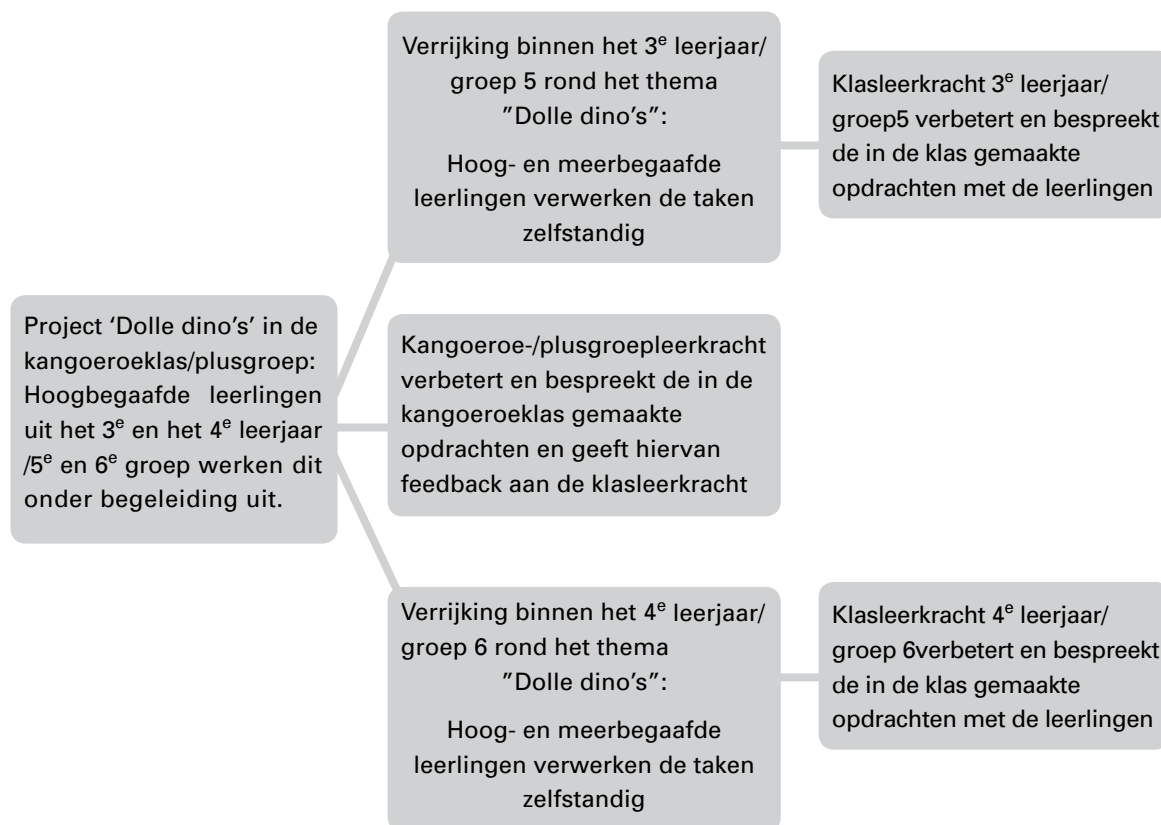 Project ‘Dolle dino’s’ in de
kangoeroeklas/plusgroep:
Hoogbegaafde leerlingen
uit het 3e en het 4e leerjaar
/5e en 6e groep werken dit
onder begeleiding uit.
Verrijking binnen het 3e leerjaar/
groep 5 rond het thema
”Dolle dino’s”:
Hoog- en meerbegaafde
leerlingen verwerken de taken
zelfstandig
Klasleerkracht 3e leerjaar/
groep5 verbetert en bespreekt
de in de klas gemaakte
opdrachten met de leerlingen
Kangoeroe-/plusgroepleerkracht
verbetert en bespreekt de in de
kangoeroeklas gemaakte
opdrachten en geeft hiervan
feedback aan de klasleerkracht
Verrijking binnen het 4e leerjaar/
groep 6 rond het thema
”Dolle dino’s”:
Hoog- en meerbegaafde
leerlingen verwerken de taken
zelfstandig
Klasleerkracht 4e leerjaar/
groep 6verbetert en bespreekt
de in de klas gemaakte
opdrachten met de leerlingen